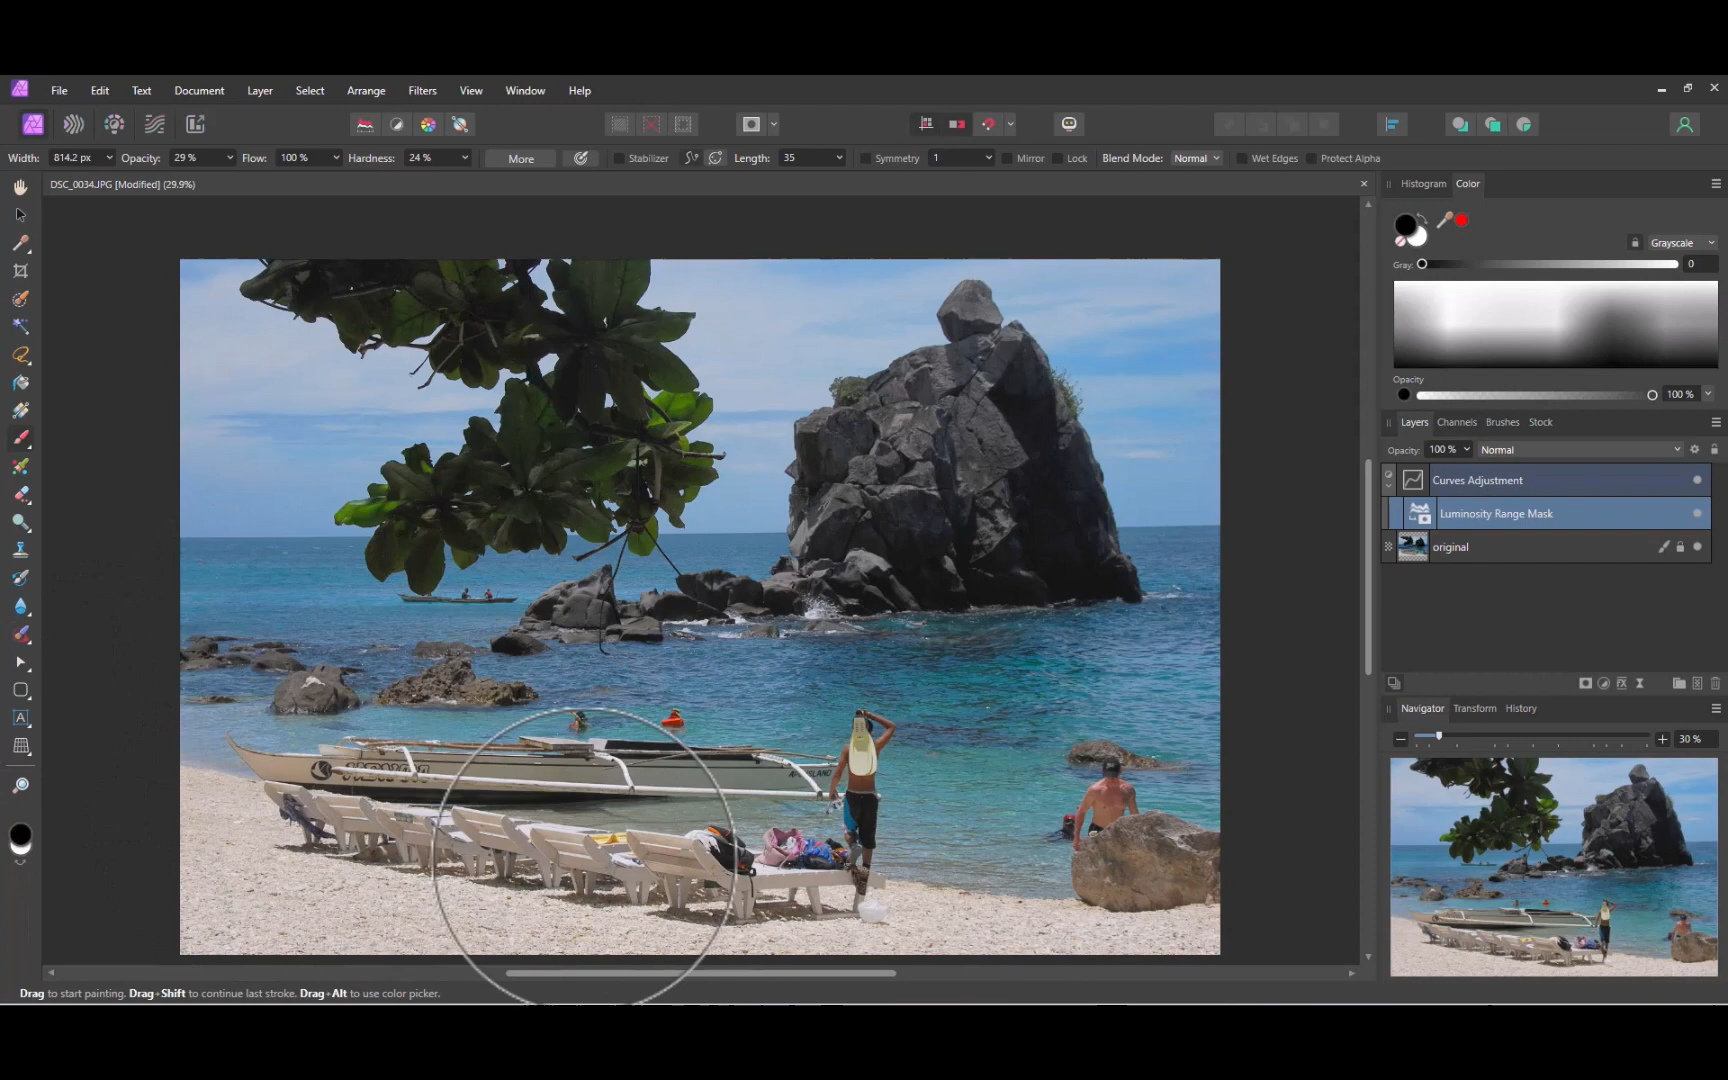 File Edit Text Document Layer Select Arrange Filters View Window Help
Width: 814.2 px Opacity: 29 % Flow: 100 % Hardness: 24 % More Stabilizer Length: 35 Symmetry 1 Mirror Lock Blend Mode: Normal Wet Edges Protect Alpha
DSC_0034.JPG [Modified] (29.9%)
Histogram Color
Grayscale
Gray: 0
Opacity
100 %
Layers Channels Brushes Stock
Opacity: 100 % Normal
Curves Adjustment
Luminosity Range Mask
original
Navigator Transform History
30 %
Drag to start painting. Drag+Shift to continue last stroke. Drag+Alt to use color picker.